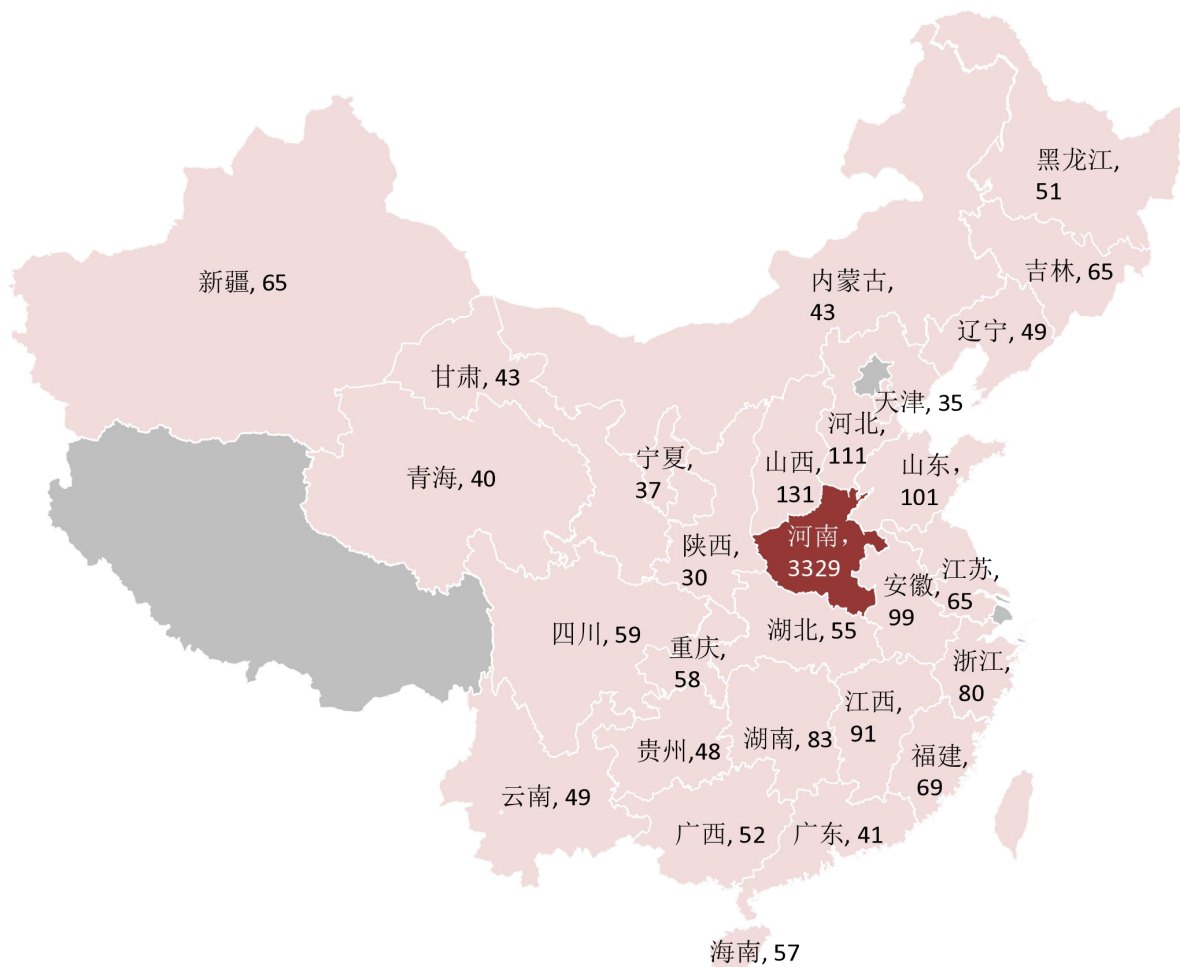 黑龙江,
51
新疆, 65
吉林, 65
内蒙古,
43
辽宁, 49
甘肃, 43
天津, 35
河北,
111
宁夏,
37
山西,
131
山东，
101
青海, 40
河南，
3329
陕西,
30
江苏,
65
安徽,
99
四川, 59
湖北, 55
重庆,
58
浙江,
80
江西,
91
贵州,48
湖南, 83
福建,
69
云南, 49
广西, 52
广东, 41
海南, 57